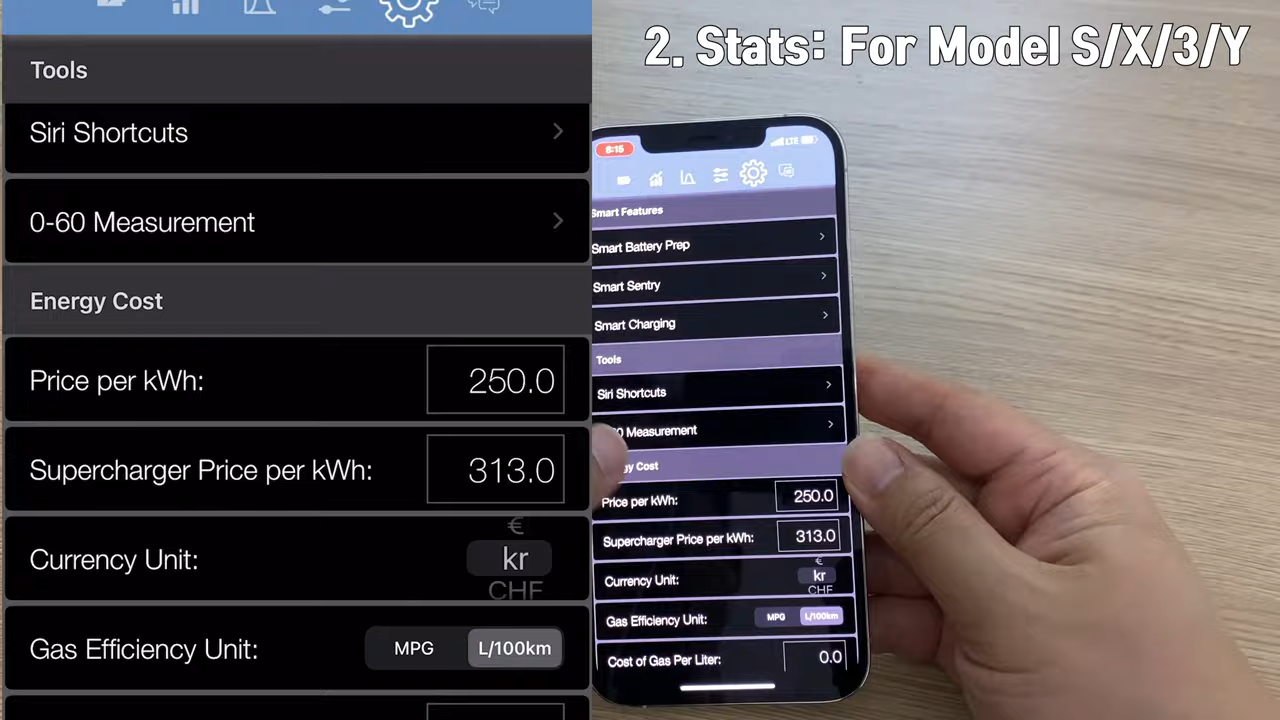 2. Stats: For Model S/X/3/Y
Tools
Siri Shortcuts
0-60 Measurement
Energy Cost
Price per kWh:
250.0
Supercharger Price per kWh:
313.0
Currency Unit:
€
kr
CHF
Gas Efficiency Unit:
MPG
L/100km
8:15
LTE
Smart Features
Smart Battery Prep
Smart Sentry
Smart Charging
Tools
Siri Shortcuts
Measurement
Cost
Price per kWh:
250.0
Supercharger Price per kWh:
313.0
Currency Unit:
€
kr
CHF
Gas Efficiency Unit:
MPG
L/100km
Cost of Gas Per Liter:
0.0